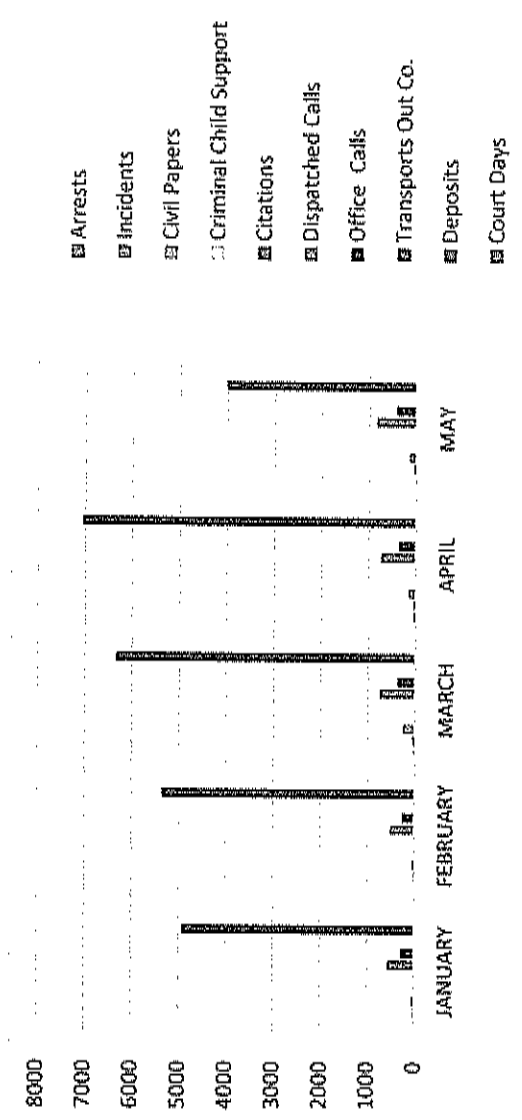 8000
7000
6000
5000
4000
3000
2000
1000
0
JANUARY
FEBRUARY
MARCH
APRIL
MAY
Arrests
Incidents
Civil Papers
Criminal Child Support
Citations
Dispatched Calls
Office Calls
Transports Out Co.
Deposits
Court Days